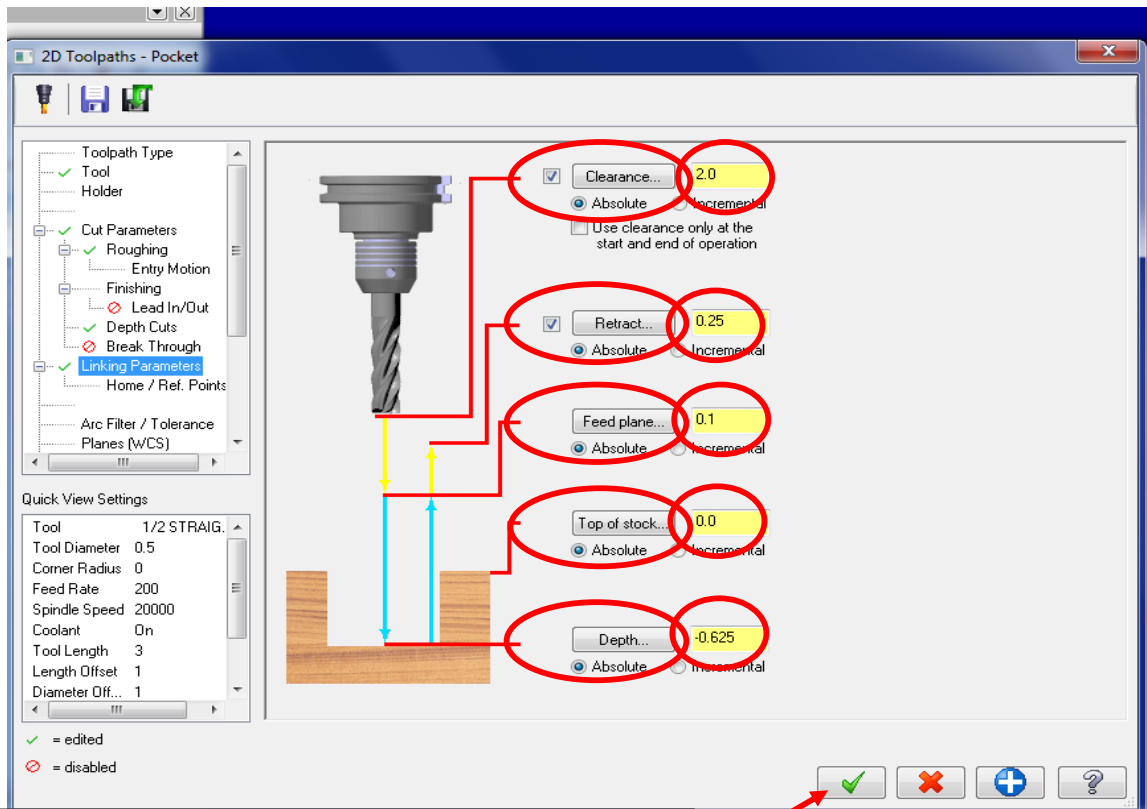 2D Toolpaths - Pocket
Toolpath Type
Tool
Holder
Cut Parameters
Roughing
Entry Motion
Finishing
Lead In/Out
Depth Cuts
Break Through
Linking Parameters
Home / Ref. Points
Arc Filter / Tolerance
Planes (WCS)
Clearance... 2.0
Absolute Incremental
Use clearance only at the
start and end of operation
Retract... 0.25
Absolute Incremental
Feed plane... 0.1
Absolute Incremental
Top of stock... 0.0
Absolute Incremental
Depth... -0.625
Absolute Incremental
Quick View Settings
Tool 1/2 STRAIG.
Tool Diameter 0.5
Corner Radius 0
Feed Rate 200
Spindle Speed 20000
Coolant On
Tool Length 3
Length Offset 1
Diameter Off... 1
= edited
= disabled